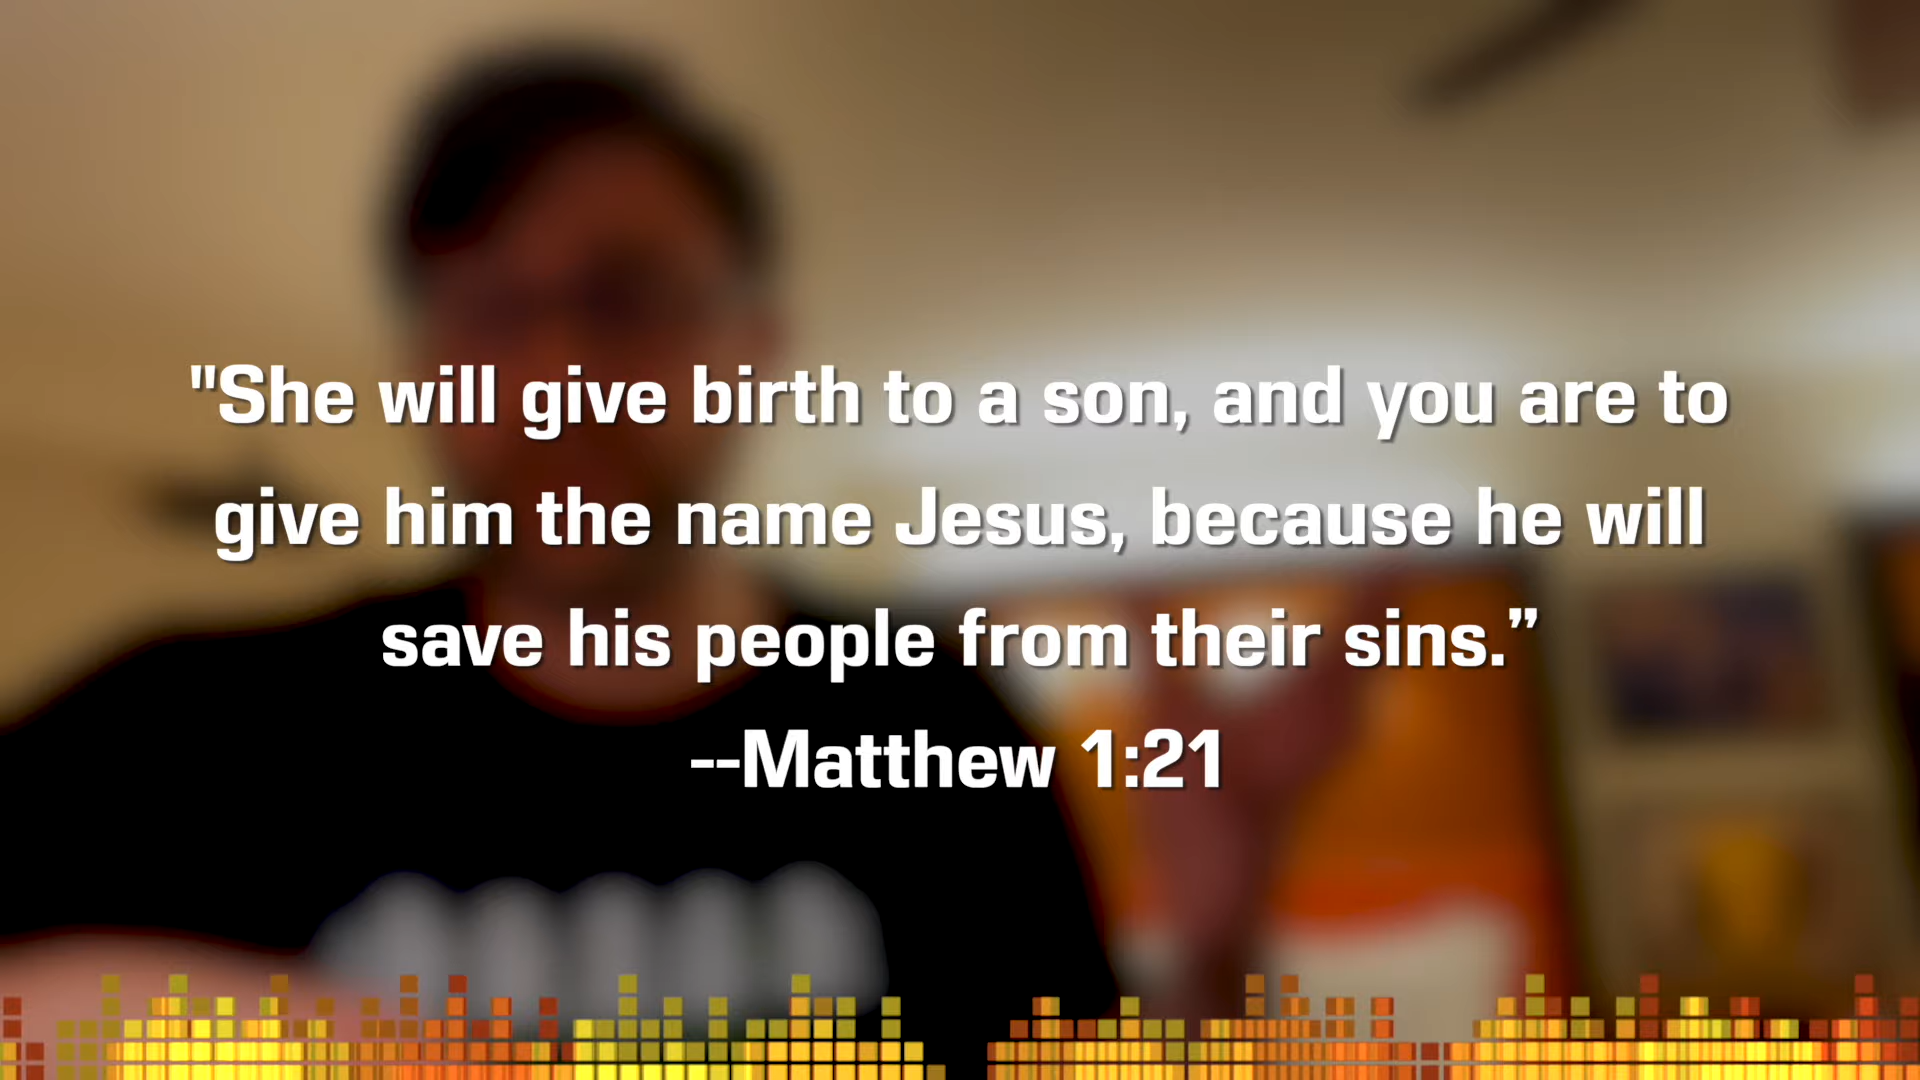 "She will give birth to a son, and you are to
give him the name Jesus, because he will
save his people from their sins.”
--Matthew 1:21